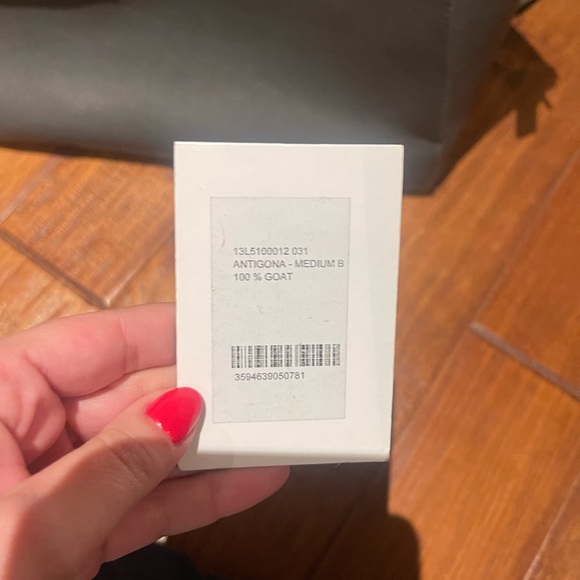 13L5100012 031
ANTIGONA - MEDIUM B
100 % GOAT
3594639050781